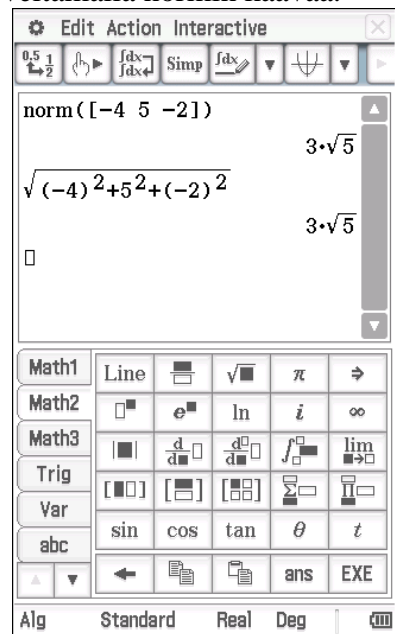 Edit Action Interactive
0.5 1 2 ∫dx ∫dx Simp ∫dx
norm([-4 5 -2])
3·√5
√(-4)²+5²+(-2)²
3·√5
Math1 Line √■ π ⇒
Math2 □■ e■ ln i ∞
Math3 |■| d/d■□ d□/d■□□ ∫ lim ■→□
Trig [■□] Σ Π
Var sin cos tan θ t
abc
← ans EXE
Alg Standard Real Deg